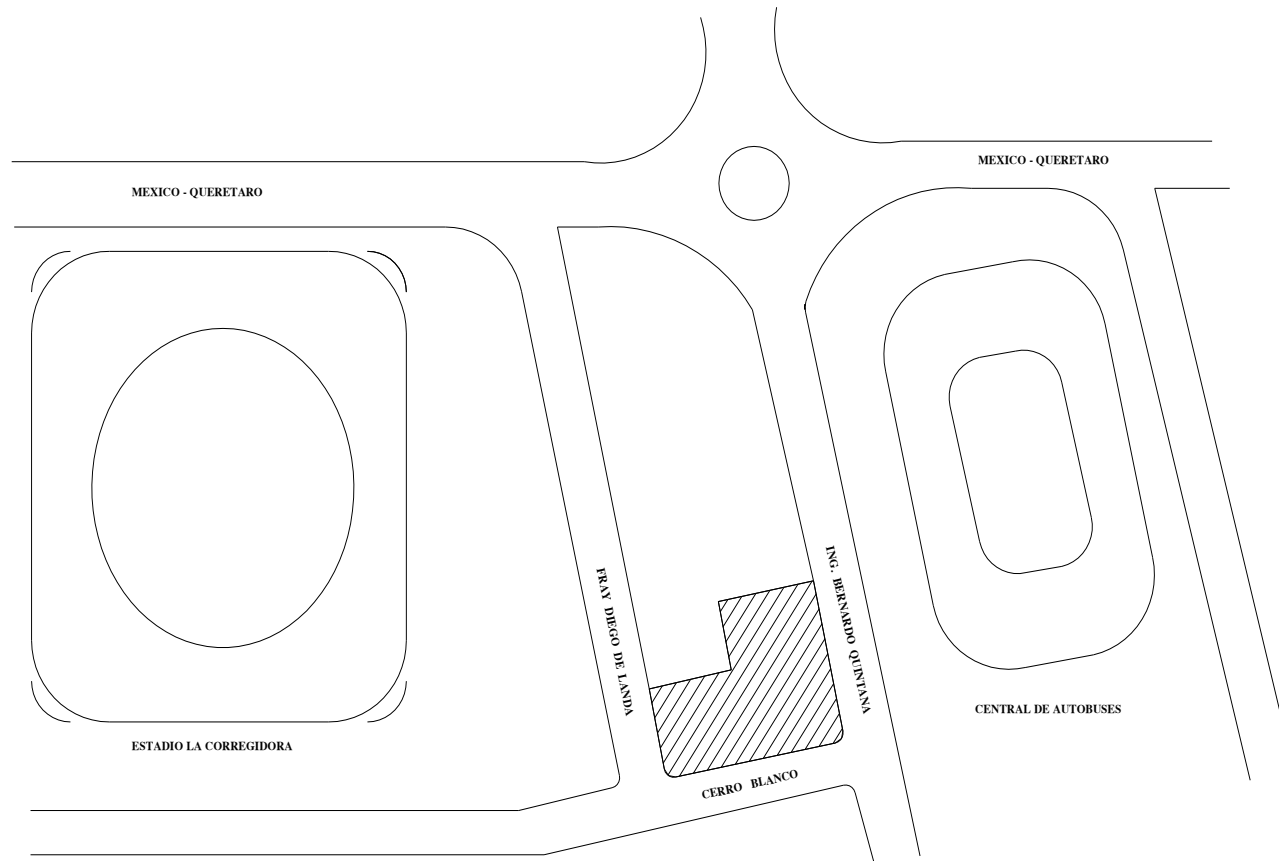 MEXICO - QUERETARO
MEXICO - QUERETARO
FRAY DIEGO DE LANDA
ING. BERNARDO QUINTANA
CENTRAL DE AUTOBUSES
ESTADIO LA CORREGIDORA
CERRO BLANCO